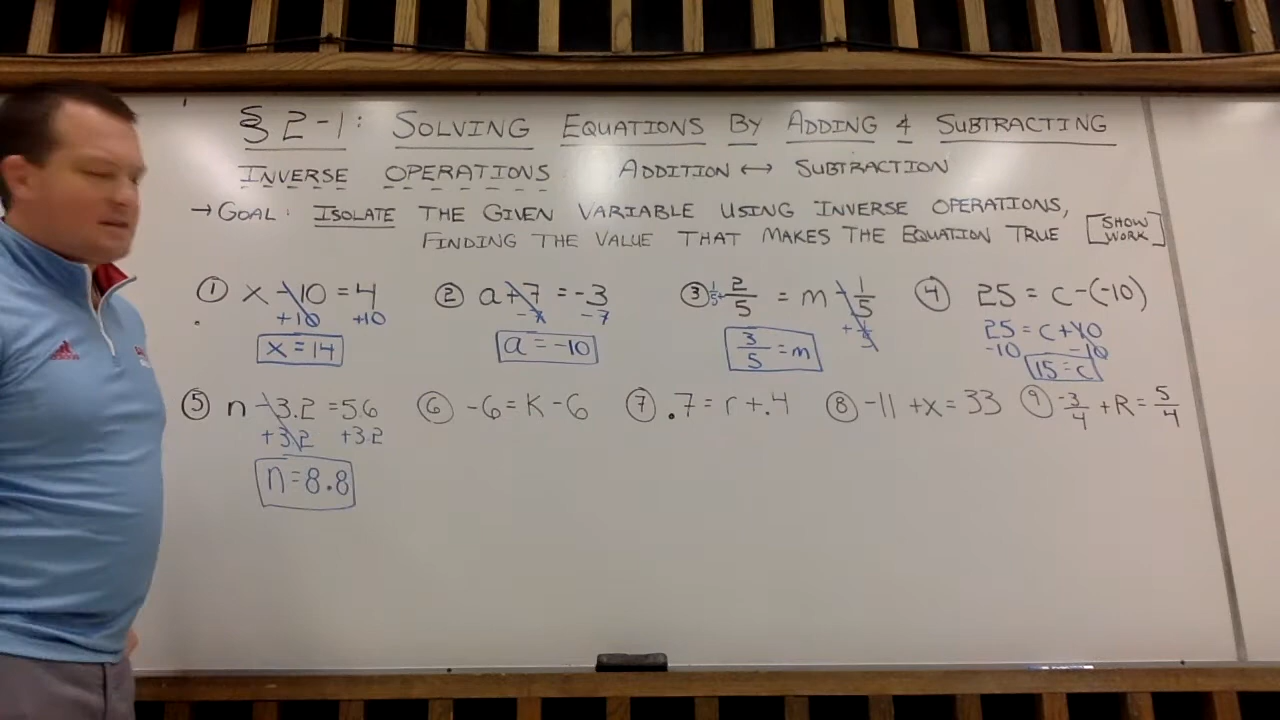 § 2-1: SOLVING EQUATIONS BY ADDING & SUBTRACTING
INVERSE OPERATIONS: ADDITION ↔ SUBTRACTION
→ GOAL: ISOLATE THE GIVEN VARIABLE USING INVERSE OPERATIONS,
FINDING THE VALUE THAT MAKES THE EQUATION TRUE [SHOW WORK]
① x - 10 = 4
+10 +10
x = 14
② a + 7 = -3
-7 -7
a = -10
③ 1/5 + 2/5 = m - 1/5
+ 1/5
3/5 = m
④ 25 = c - (-10)
25 = c + 10
-10 -10
15 = c
⑤ n - 3.2 = 5.6
+3.2 +3.2
n = 8.8
⑥ -6 = K - 6
⑦ .7 = r + .4
⑧ -11 + x = 33
⑨ -3/4 + R = 5/4